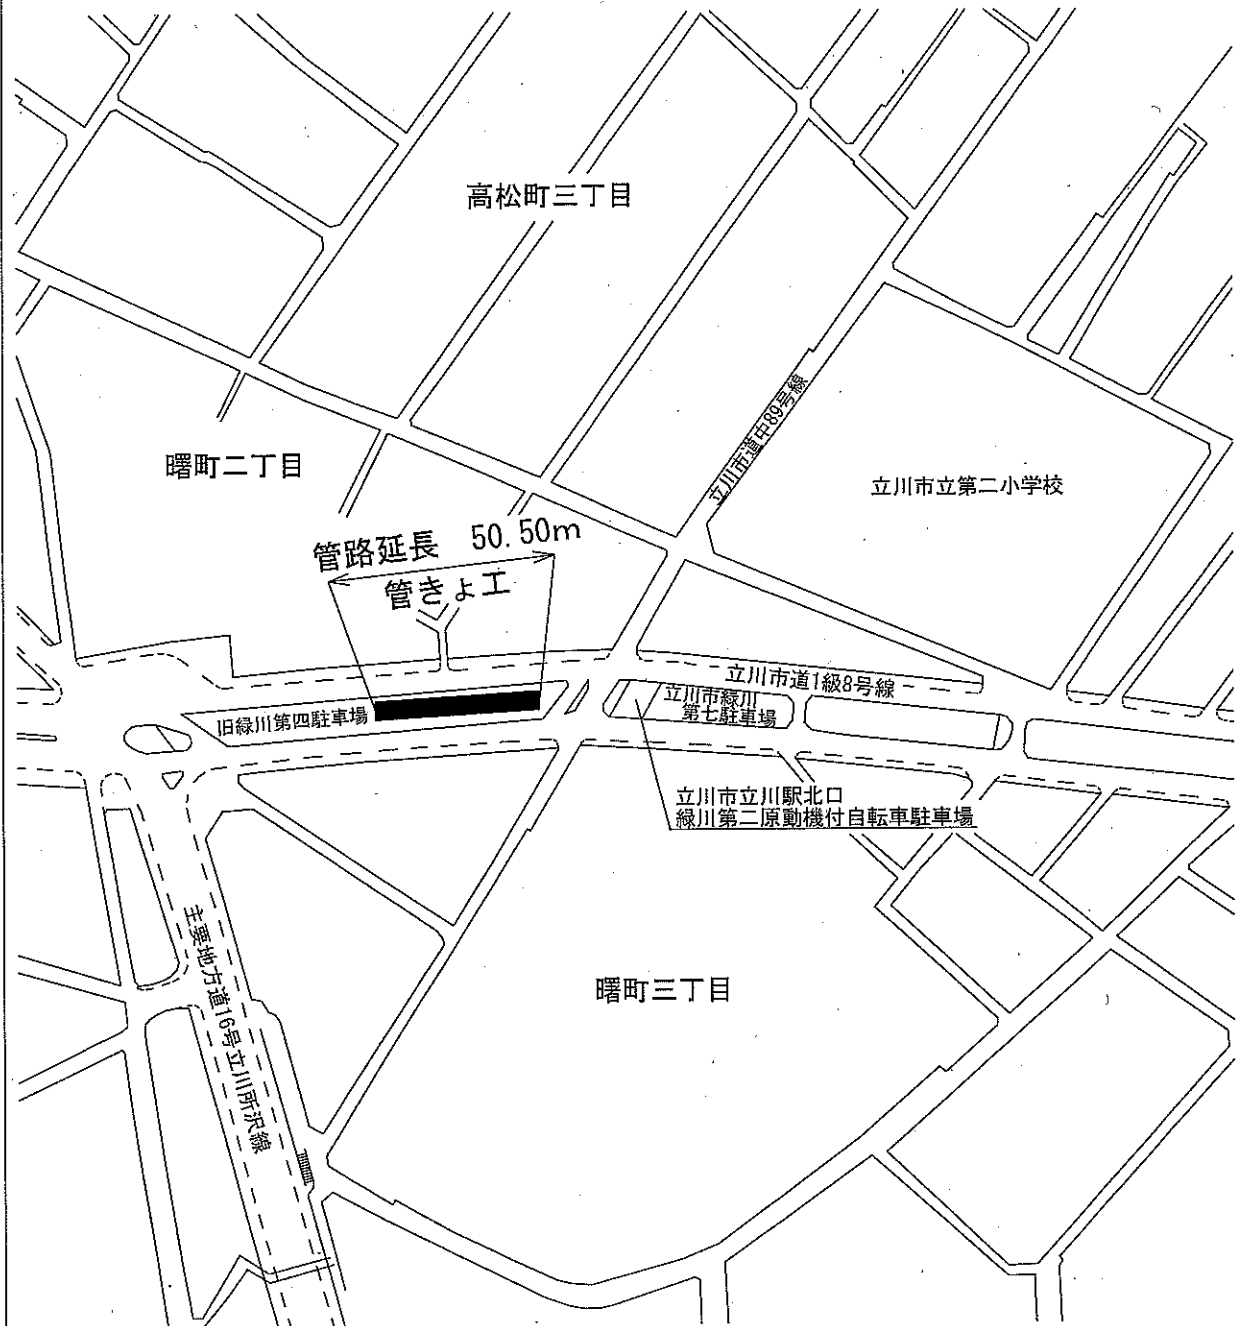 高松町三丁目
立川市道中89号線
曙町二丁目
立川市立第二小学校
管路延長 50.50m
管きょ工
立川市道1級8号線
立川市緑川
第七駐車場
旧緑川第四駐車場
立川市立川駅北口
緑川第二原動機付自転車駐車場
主要地方道16号立川所沢線
曙町三丁目